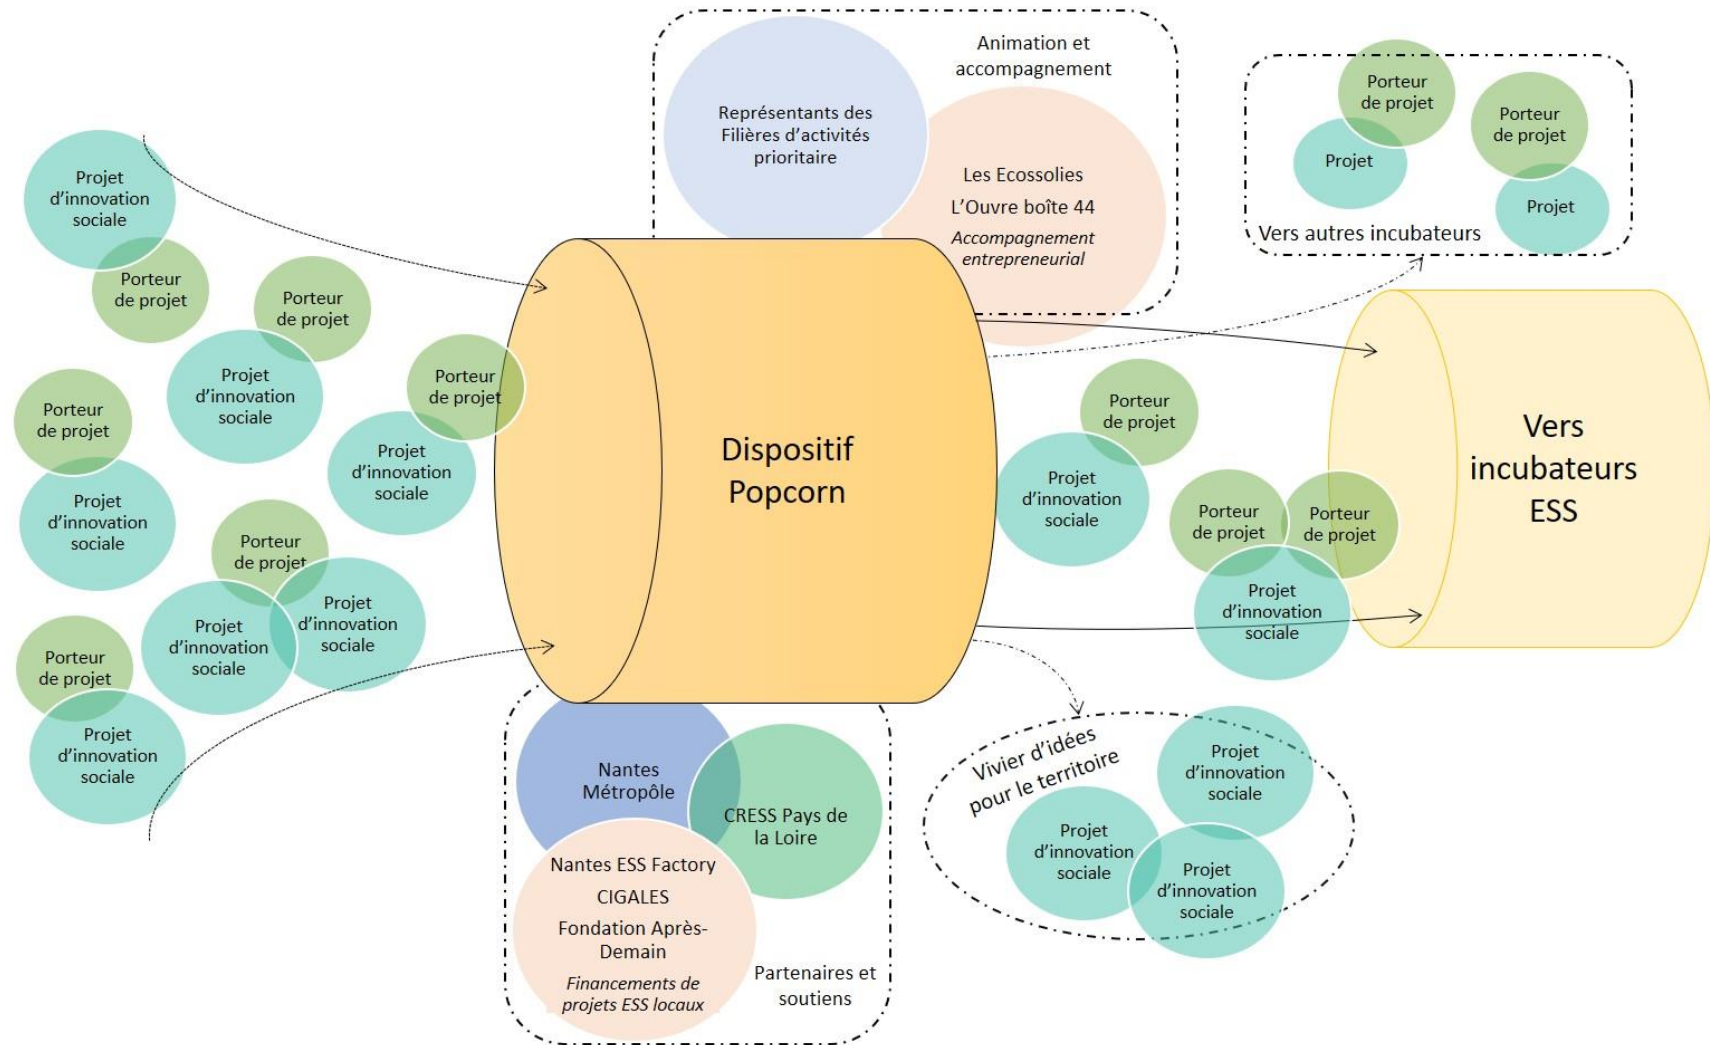 Animation et
accompagnement
Représentants des
Filières d'activités
prioritaire
Les Ecossolies
L'Ouvre boîte 44
Accompagnement
entrepreneurial
Porteur
de projet
Projet
Porteur
de projet
Projet
Vers autres incubateurs
Projet
d'innovation
sociale
Porteur
de projet
Porteur
de projet
Projet
d'innovation
sociale
Porteur
de projet
Projet
d'innovation
sociale
Porteur
de projet
Projet
d'innovation
sociale
Porteur
de projet
Projet
d'innovation
sociale
Projet
d'innovation
sociale
Porteur
de projet
Projet
d'innovation
sociale
Dispositif
Popcorn
Porteur
de projet
Projet
d'innovation
sociale
Porteur
de projet
Porteur
de projet
Projet
d'innovation
sociale
Vers
incubateurs
ESS
Nantes
Métropôle
CRESS Pays de
la Loire
Nantes ESS Factory
CIGALES
Fondation Après-
Demain
Financements de
projets ESS locaux
Partenaires et
soutiens
Vivier d'idées
pour le territoire
Projet
d'innovation
sociale
Projet
d'innovation
sociale
Projet
d'innovation
sociale